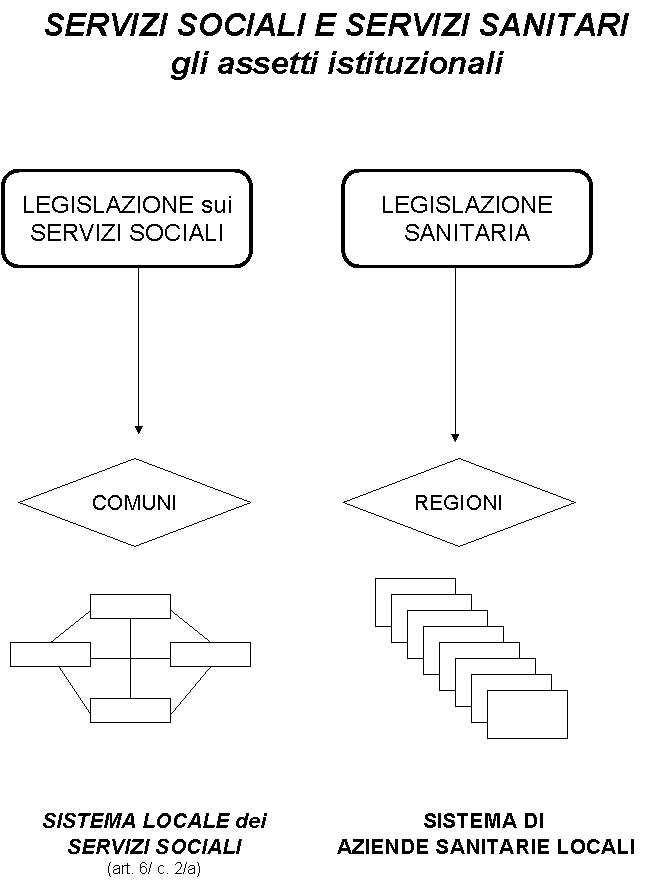 SERVIZI SOCIALI E SERVIZI SANITARI
gli assetti istituzionali
LEGISLAZIONE sui
SERVIZI SOCIALI
LEGISLAZIONE
SANITARIA
COMUNI
REGIONI
SISTEMA LOCALE dei
SERVIZI SOCIALI
(art. 6/ c. 2/a)
SISTEMA DI
AZIENDE SANITARIE LOCALI